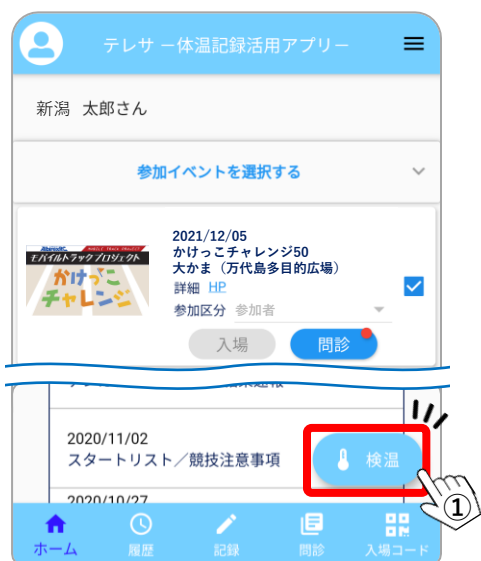 テレサ －体温記録活用アプリ－
新潟 太郎さん
参加イベントを選択する
モバイルトラックプロジェクト
かけっこ
チャレンジ
2021/12/05
かけっこチャレンジ50
大かま（万代島多目的広場）
詳細 HP
参加区分 参加者
入場 問診
2020/11/02
スタートリスト／競技注意事項
検温
①
2020/10/27
ホーム 履歴 記録 問診 入場コード